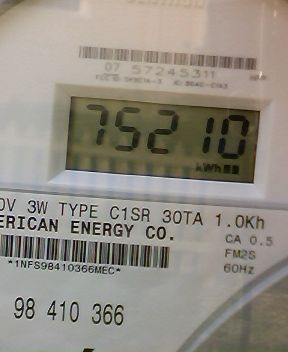 07 57245311
75210
kWh
0V 3W TYPE C1SR 30TA 1.0Kh
ERICAN ENERGY CO.
CA 0.5
FM2S
60Hz
*1NFS98410366MEC*
98 410 366